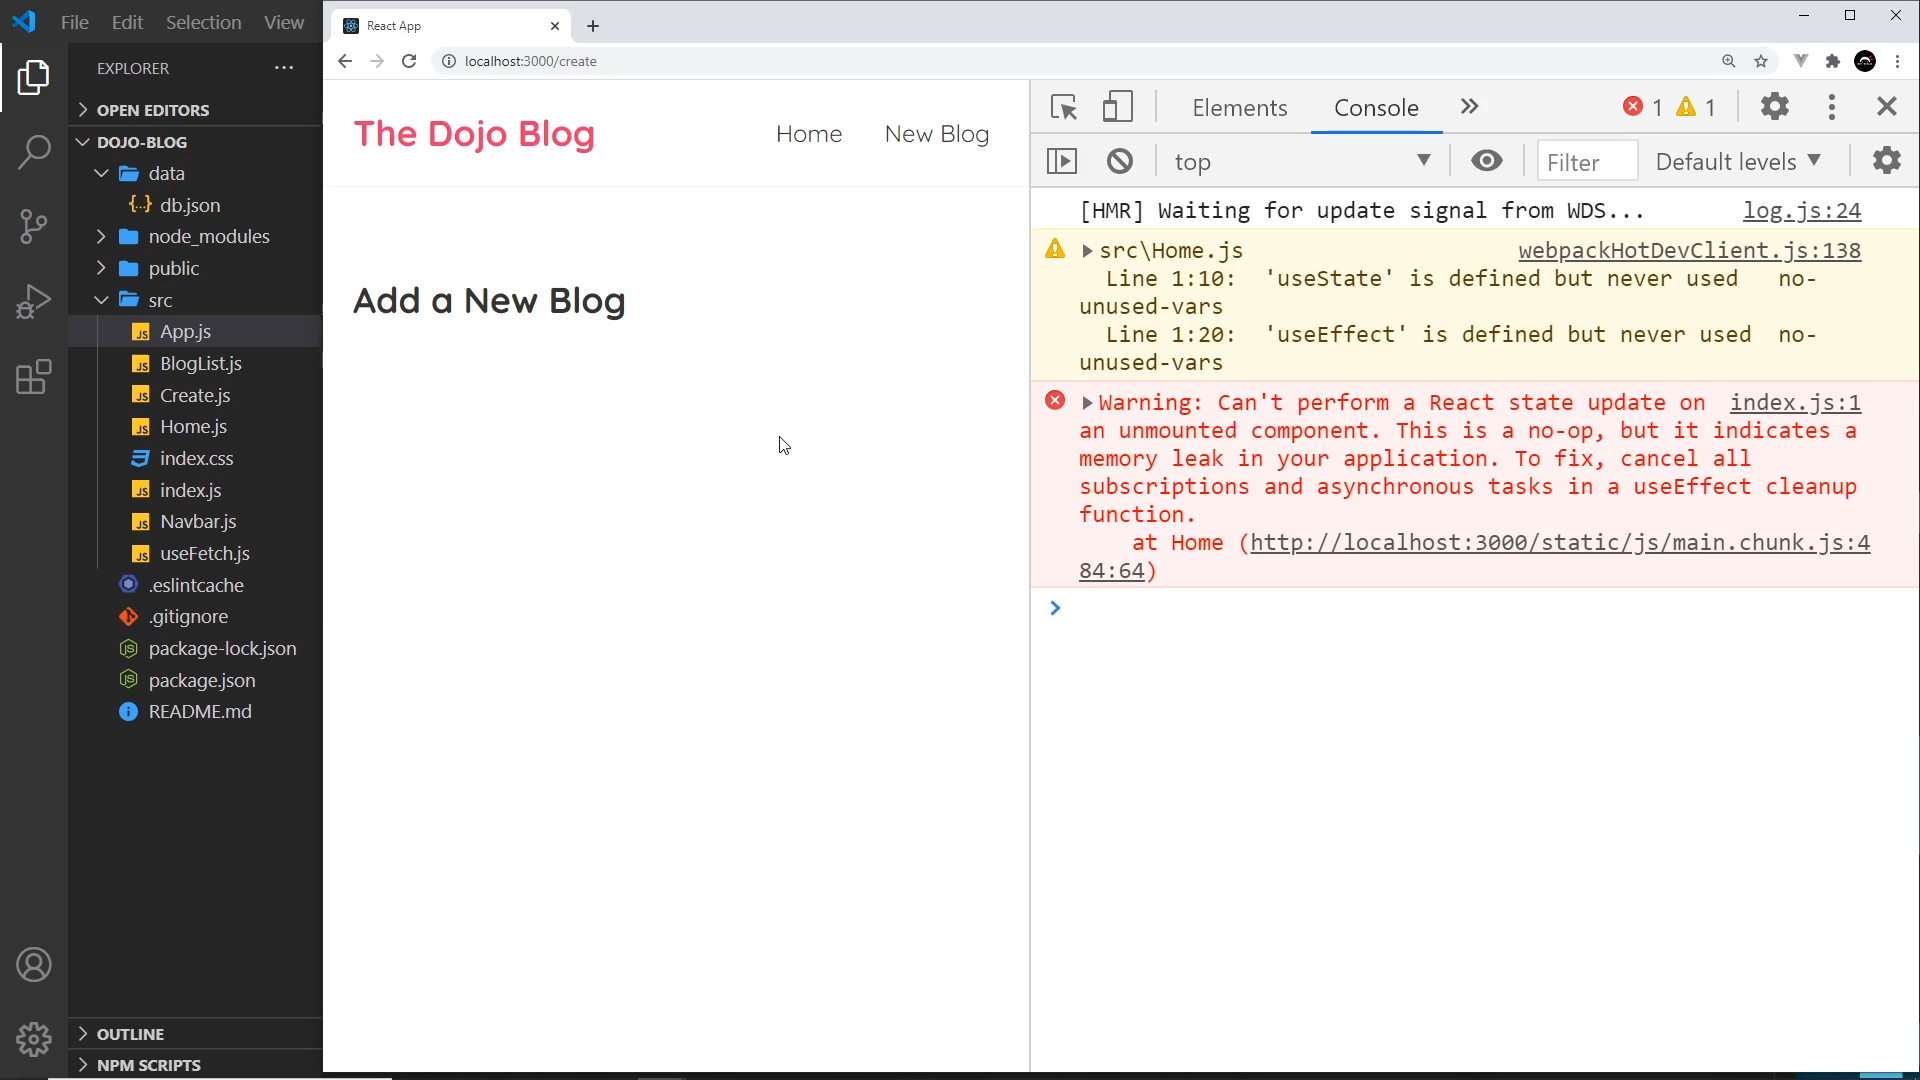 File Edit Selection View
EXPLORER
OPEN EDITORS
DOJO-BLOG
data
db.json
node_modules
public
src
App.js
BlogList.js
Create.js
Home.js
index.css
index.js
Navbar.js
useFetch.js
.eslintcache
.gitignore
package-lock.json
package.json
README.md
OUTLINE
NPM SCRIPTS
React App
localhost:3000/create
The Dojo Blog
Home New Blog
Add a New Blog
Elements Console 1 1
top Filter Default levels
[HMR] Waiting for update signal from WDS... log.js:24
src\Home.js webpackHotDevClient.js:138
Line 1:10: 'useState' is defined but never used no-
unused-vars
Line 1:20: 'useEffect' is defined but never used no-
unused-vars
Warning: Can't perform a React state update on index.js:1
an unmounted component. This is a no-op, but it indicates a
memory leak in your application. To fix, cancel all
subscriptions and asynchronous tasks in a useEffect cleanup
function.
at Home (http://localhost:3000/static/js/main.chunk.js:4
84:64)